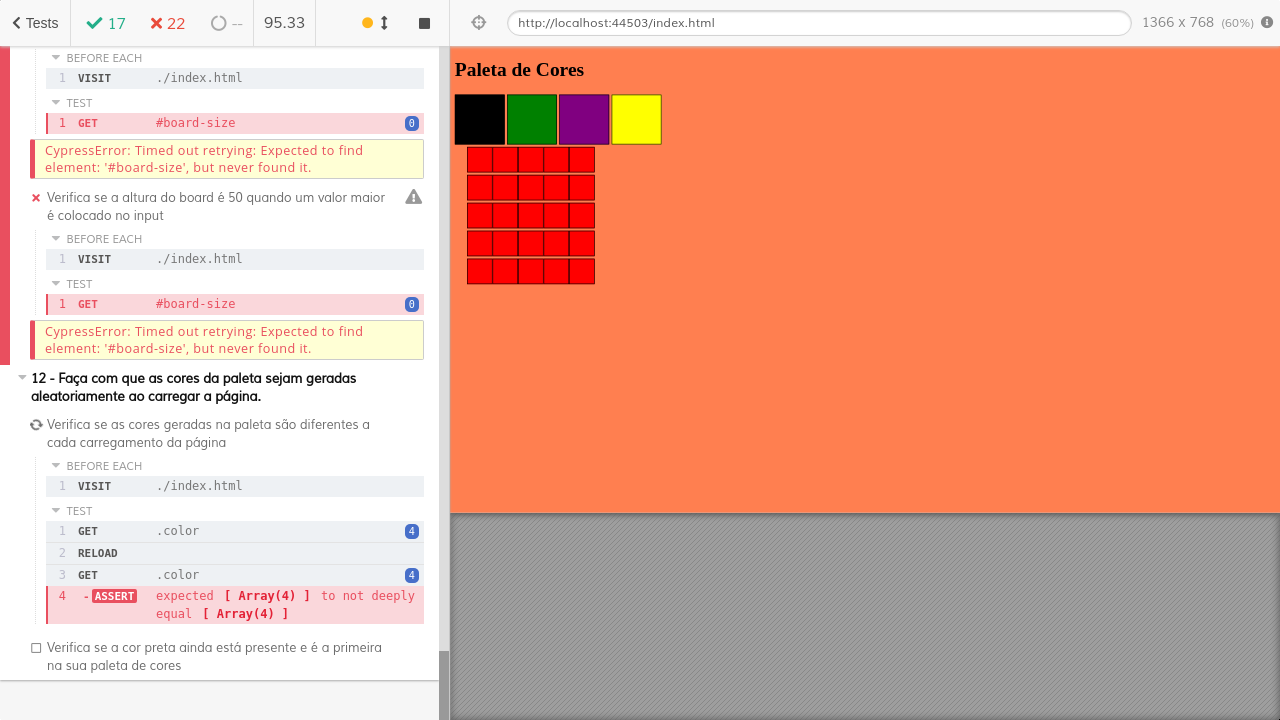 Tests 17 22 -- 95.33 http://localhost:44503/index.html 1366 x 768 (60%)
BEFORE EACH
1 VISIT ./index.html
TEST
1 GET #board-size 0
CypressError: Timed out retrying: Expected to find
element: '#board-size', but never found it.
Verifica se a altura do board é 50 quando um valor maior
é colocado no input
BEFORE EACH
1 VISIT ./index.html
TEST
1 GET #board-size 0
CypressError: Timed out retrying: Expected to find
element: '#board-size', but never found it.
12 - Faça com que as cores da paleta sejam geradas
aleatoriamente ao carregar a página.
Verifica se as cores geradas na paleta são diferentes a
cada carregamento da página
BEFORE EACH
1 VISIT ./index.html
TEST
1 GET .color 4
2 RELOAD
3 GET .color 4
4 -ASSERT expected [ Array(4) ] to not deeply
equal [ Array(4) ]
Verifica se a cor preta ainda está presente e é a primeira
na sua paleta de cores
Paleta de Cores